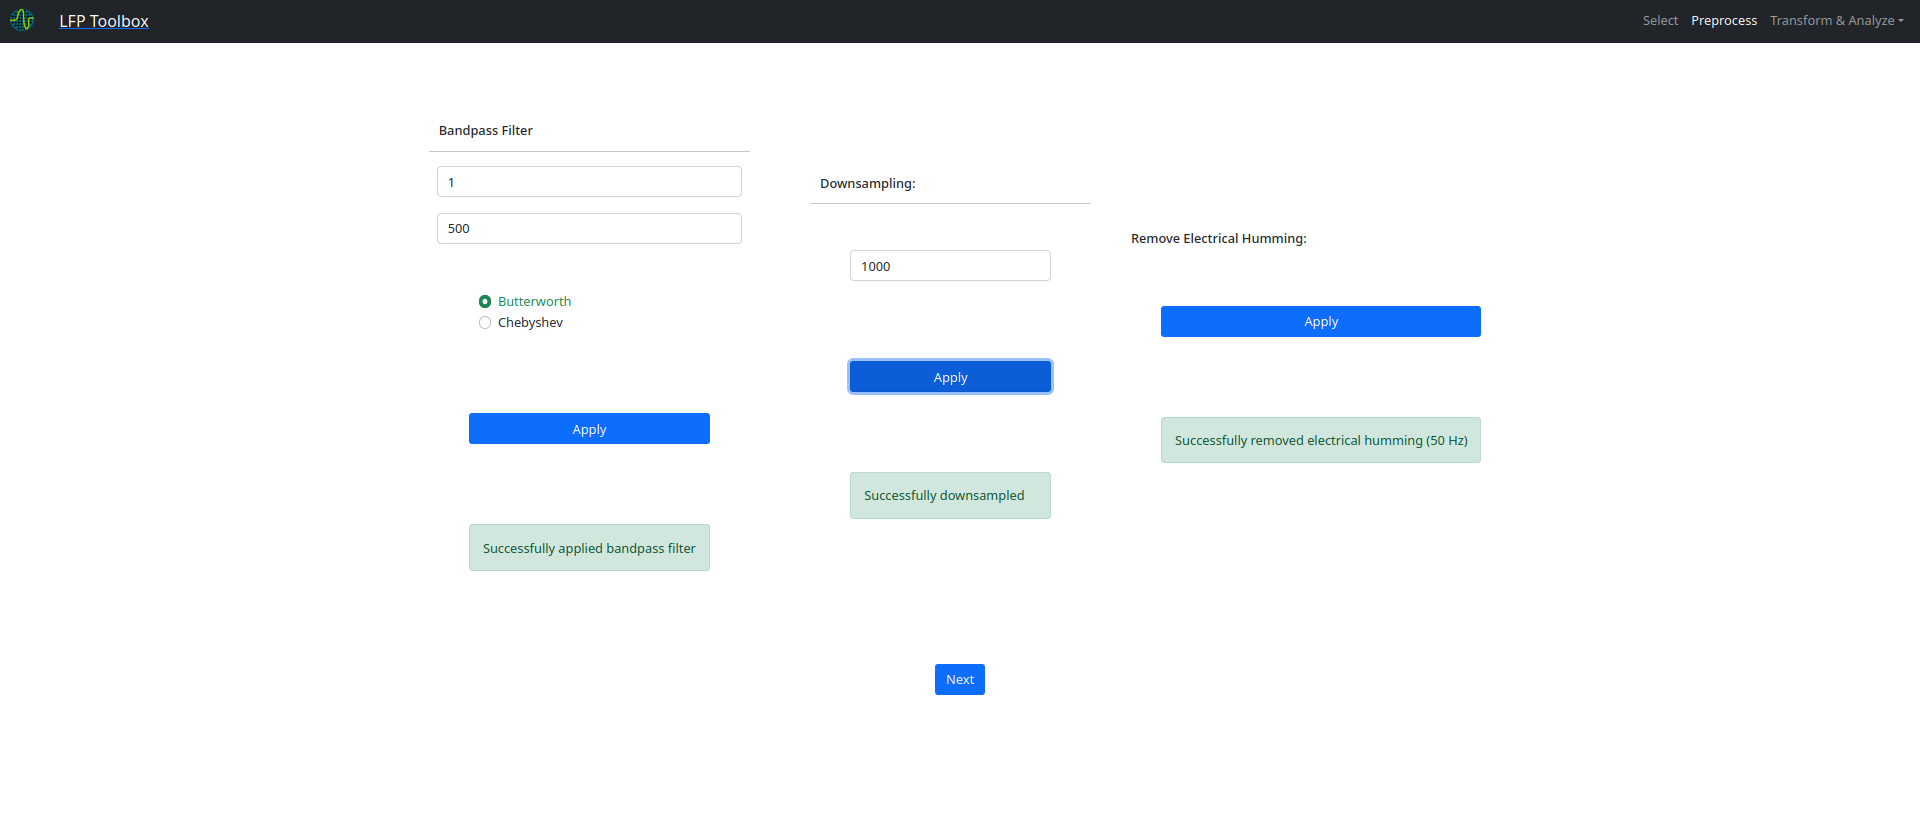 LFP Toolbox
Select Preprocess Transform & Analyze
Bandpass Filter
1
500
Butterworth
Chebyshev
Apply
Successfully applied bandpass filter
Downsampling:
1000
Apply
Successfully downsampled
Remove Electrical Humming:
Apply
Successfully removed electrical humming (50 Hz)
Next